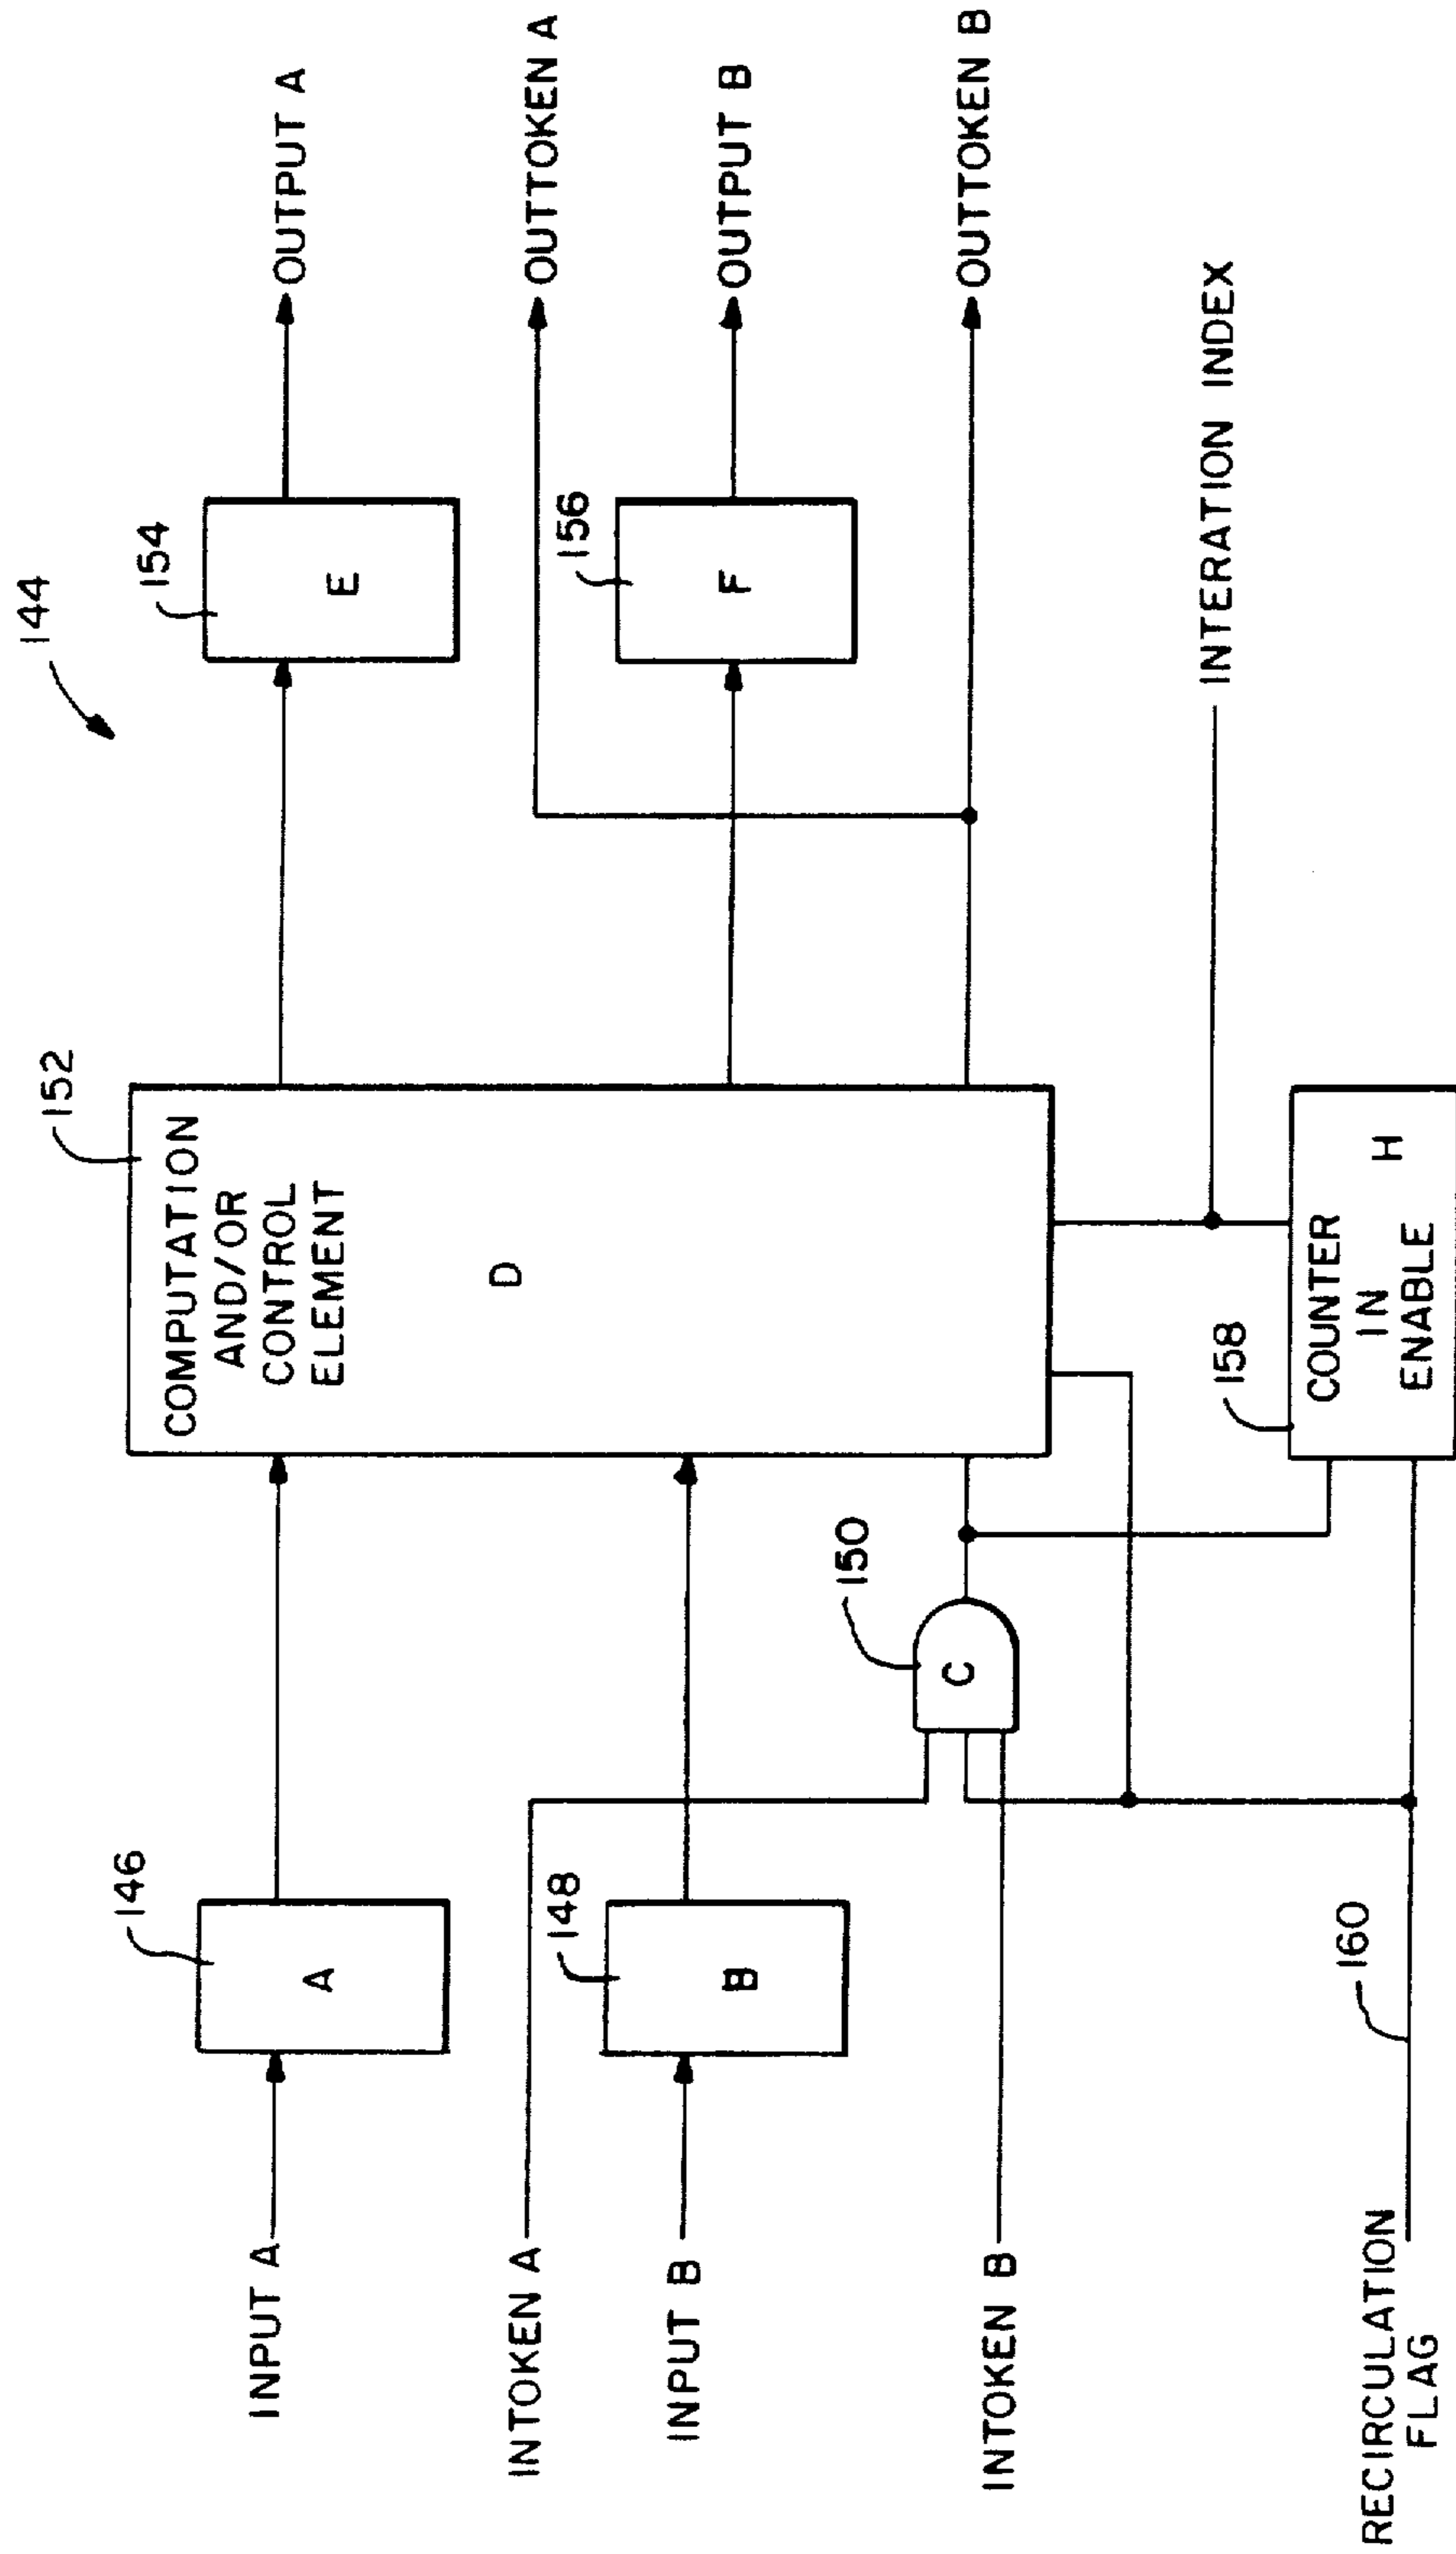 144
INPUT A
146
A
152
COMPUTATION
AND/OR
CONTROL
ELEMENT
D
154
E
OUTPUT A
INTOKEN A
OUTTOKEN A
INPUT B
148
B
156
F
OUTPUT B
INTOKEN B
150
C
OUTTOKEN B
INTERATION INDEX
RECIRCULATION
FLAG
160
158
COUNTER
IN
ENABLE
H